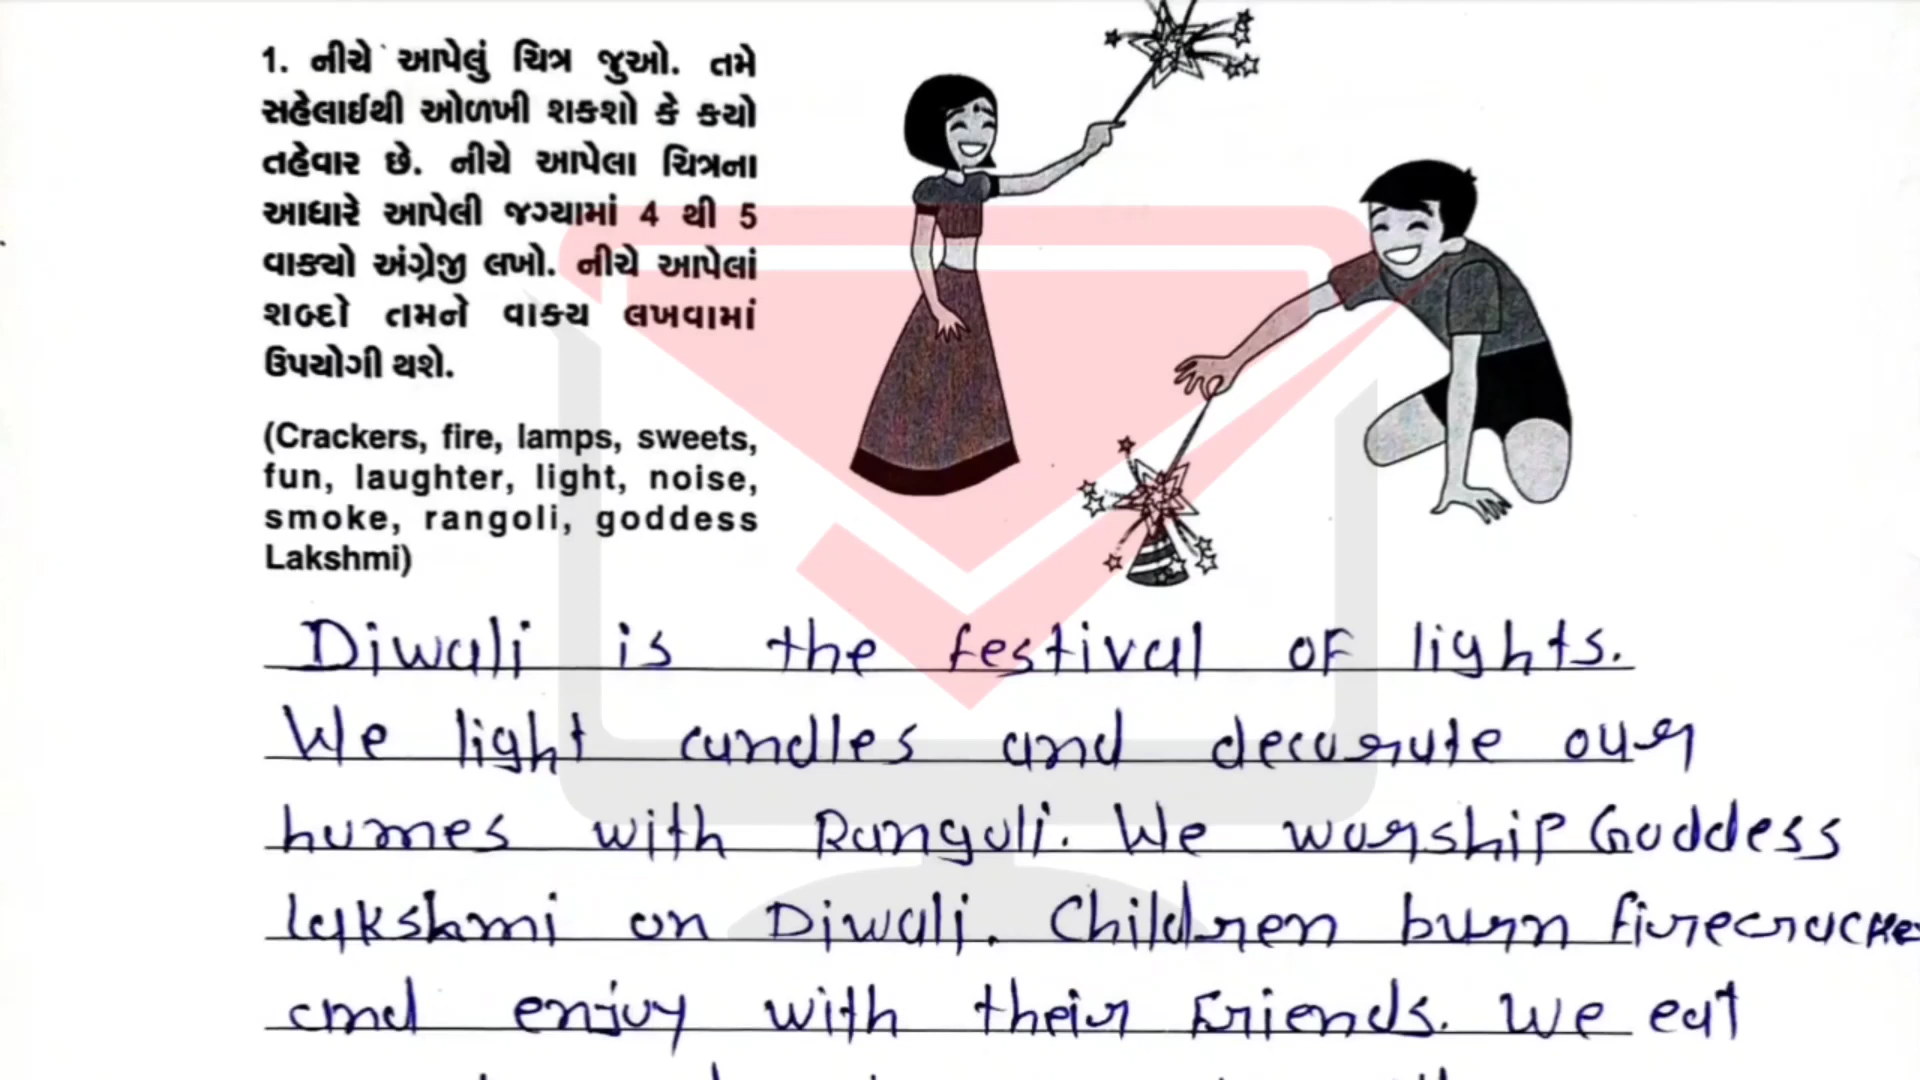 1. નીચે આપેલું ચિત્ર જુઓ. તમે
સહેલાઈથી ઓળખી શકશો કે કયો
તહેવાર છે. નીચે આપેલા ચિત્રના
આધારે આપેલી જગ્યામાં 4 થી 5
વાક્યો અંગ્રેજી લખો. નીચે આપેલાં
શબ્દો તમને વાક્ય લખવામાં
ઉપયોગી થશે.
(Crackers, fire, lamps, sweets,
fun, laughter, light, noise,
smoke, rangoli, goddess
Lakshmi)
Diwali is the festival of lights.
We light candles and decorate our
homes with Rangoli. We worship Goddess
Lakshmi on Diwali. Children burn
and enjoy with their Friends. We eat